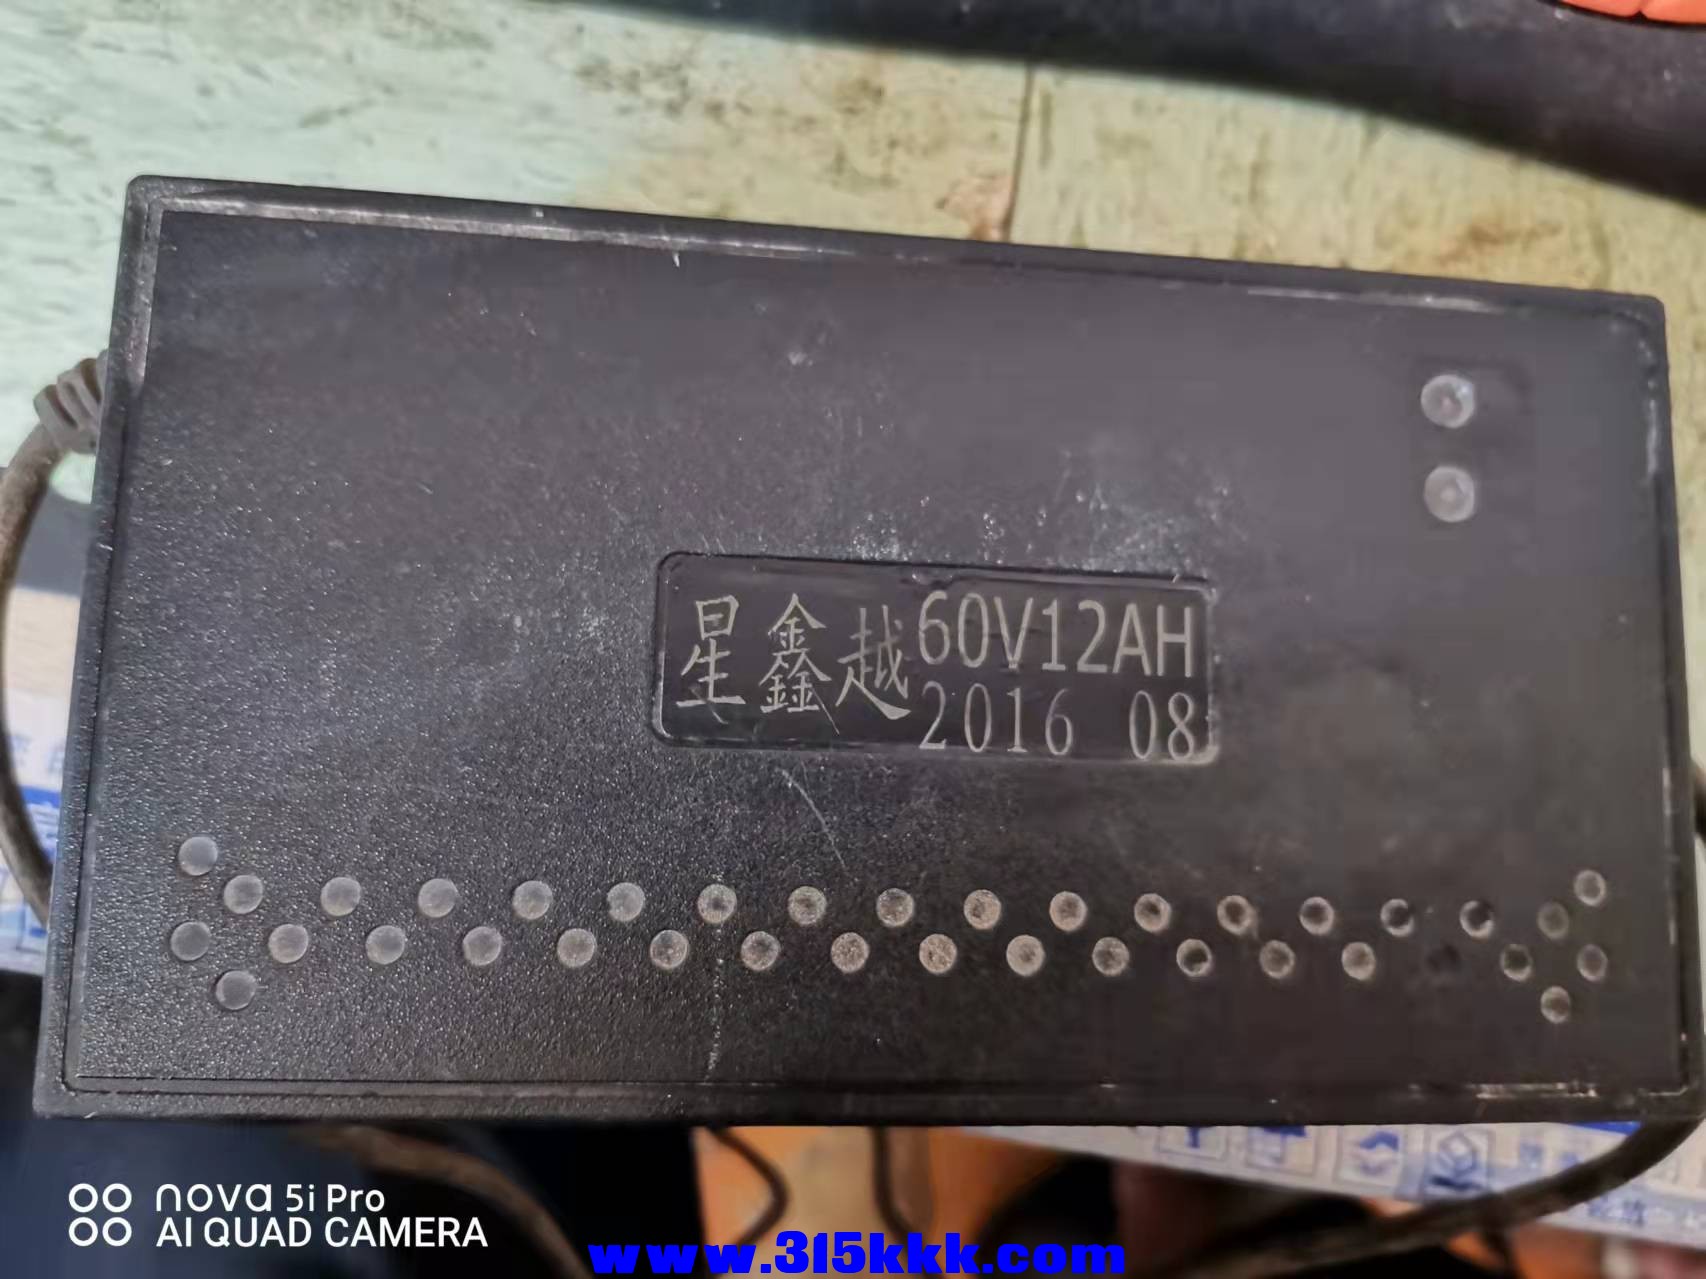 星鑫越 60V12AH
2016 08
nova 5i Pro
AI QUAD CAMERA
www.315kkk.com